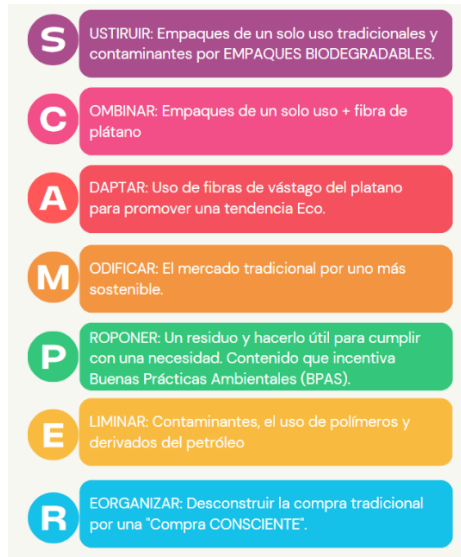 S
USTIRUIR: Empaques de un solo uso tradicionales y
contaminantes por EMPAQUES BIODEGRADABLES.
C
OMBINAR: Empaques de un solo uso + fibra de
plátano
A
DAPTAR: Uso de fibras de vástago del platano
para promover una tendencia Eco.
M
ODIFICAR: El mercado tradicional por uno más
sostenible.
P
ROPONER: Un residuo y hacerlo útil para cumplir
con una necesidad. Contenido que incentiva
Buenas Prácticas Ambientales (BPAS).
E
LIMINAR: Contaminantes, el uso de polímeros y
derivados del petróleo
R
EORGANIZAR: Desconstruir la compra tradicional
por una "Compra CONSCIENTE".